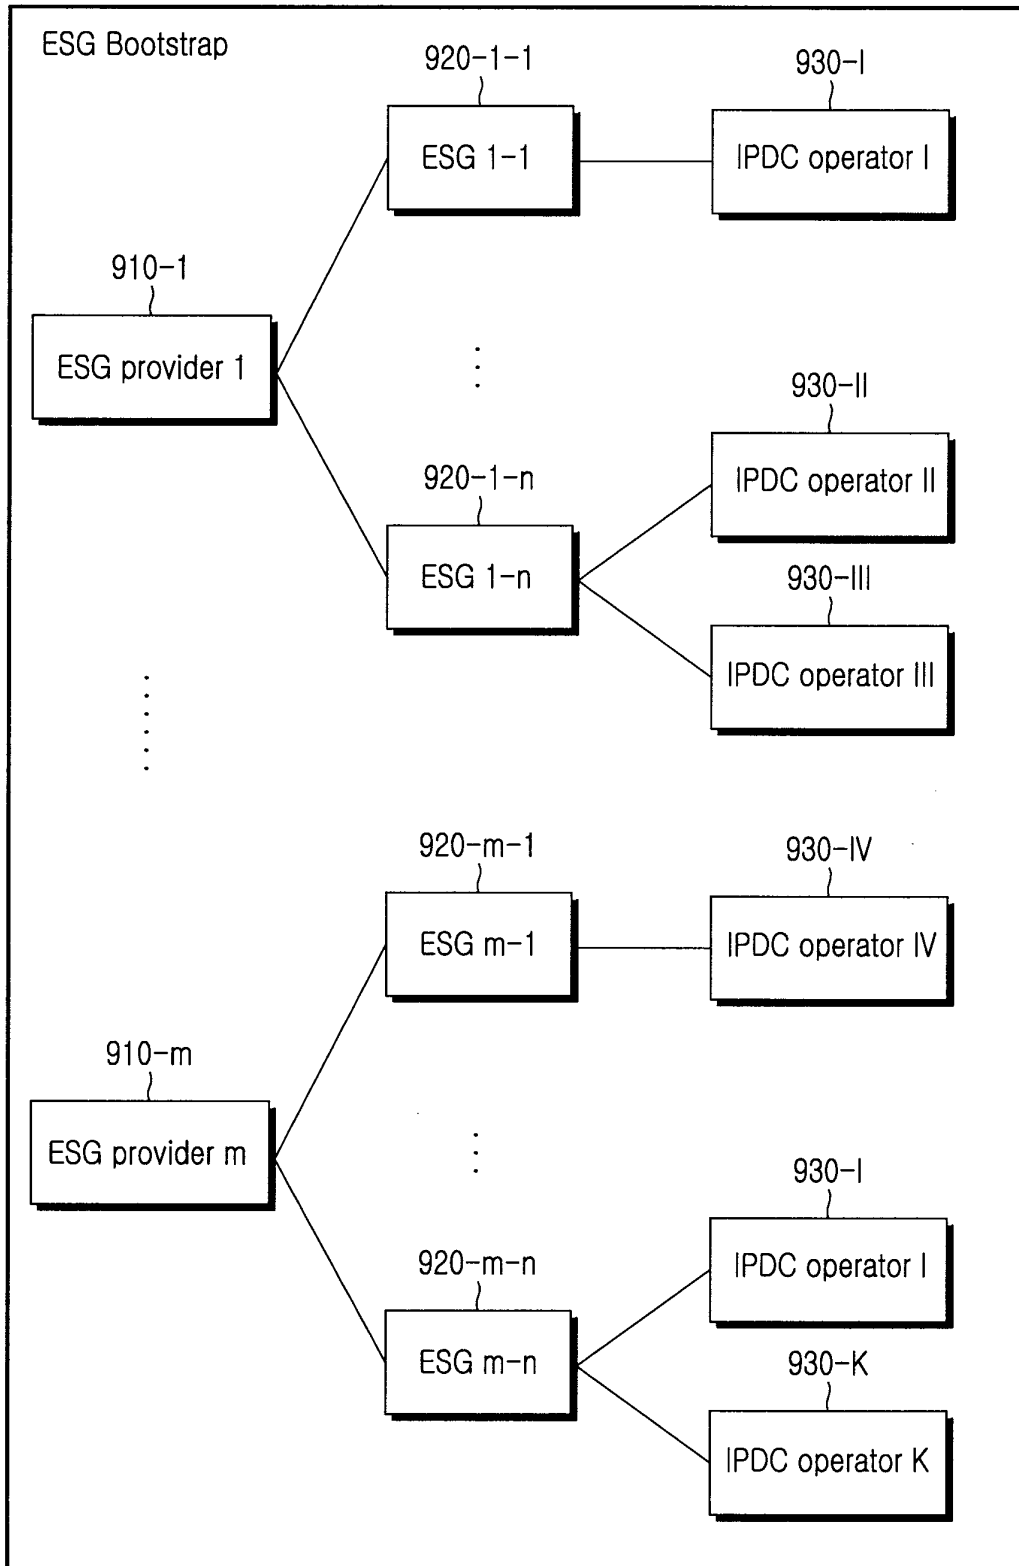 ESG Bootstrap
920-1-1
930-I
ESG 1-1
IPDC operator I
910-1
ESG provider 1
930-II
IPDC operator II
920-1-n
ESG 1-n
930-III
IPDC operator III
920-m-1
930-IV
ESG m-1
IPDC operator IV
910-m
ESG provider m
930-I
IPDC operator I
920-m-n
ESG m-n
930-K
IPDC operator K